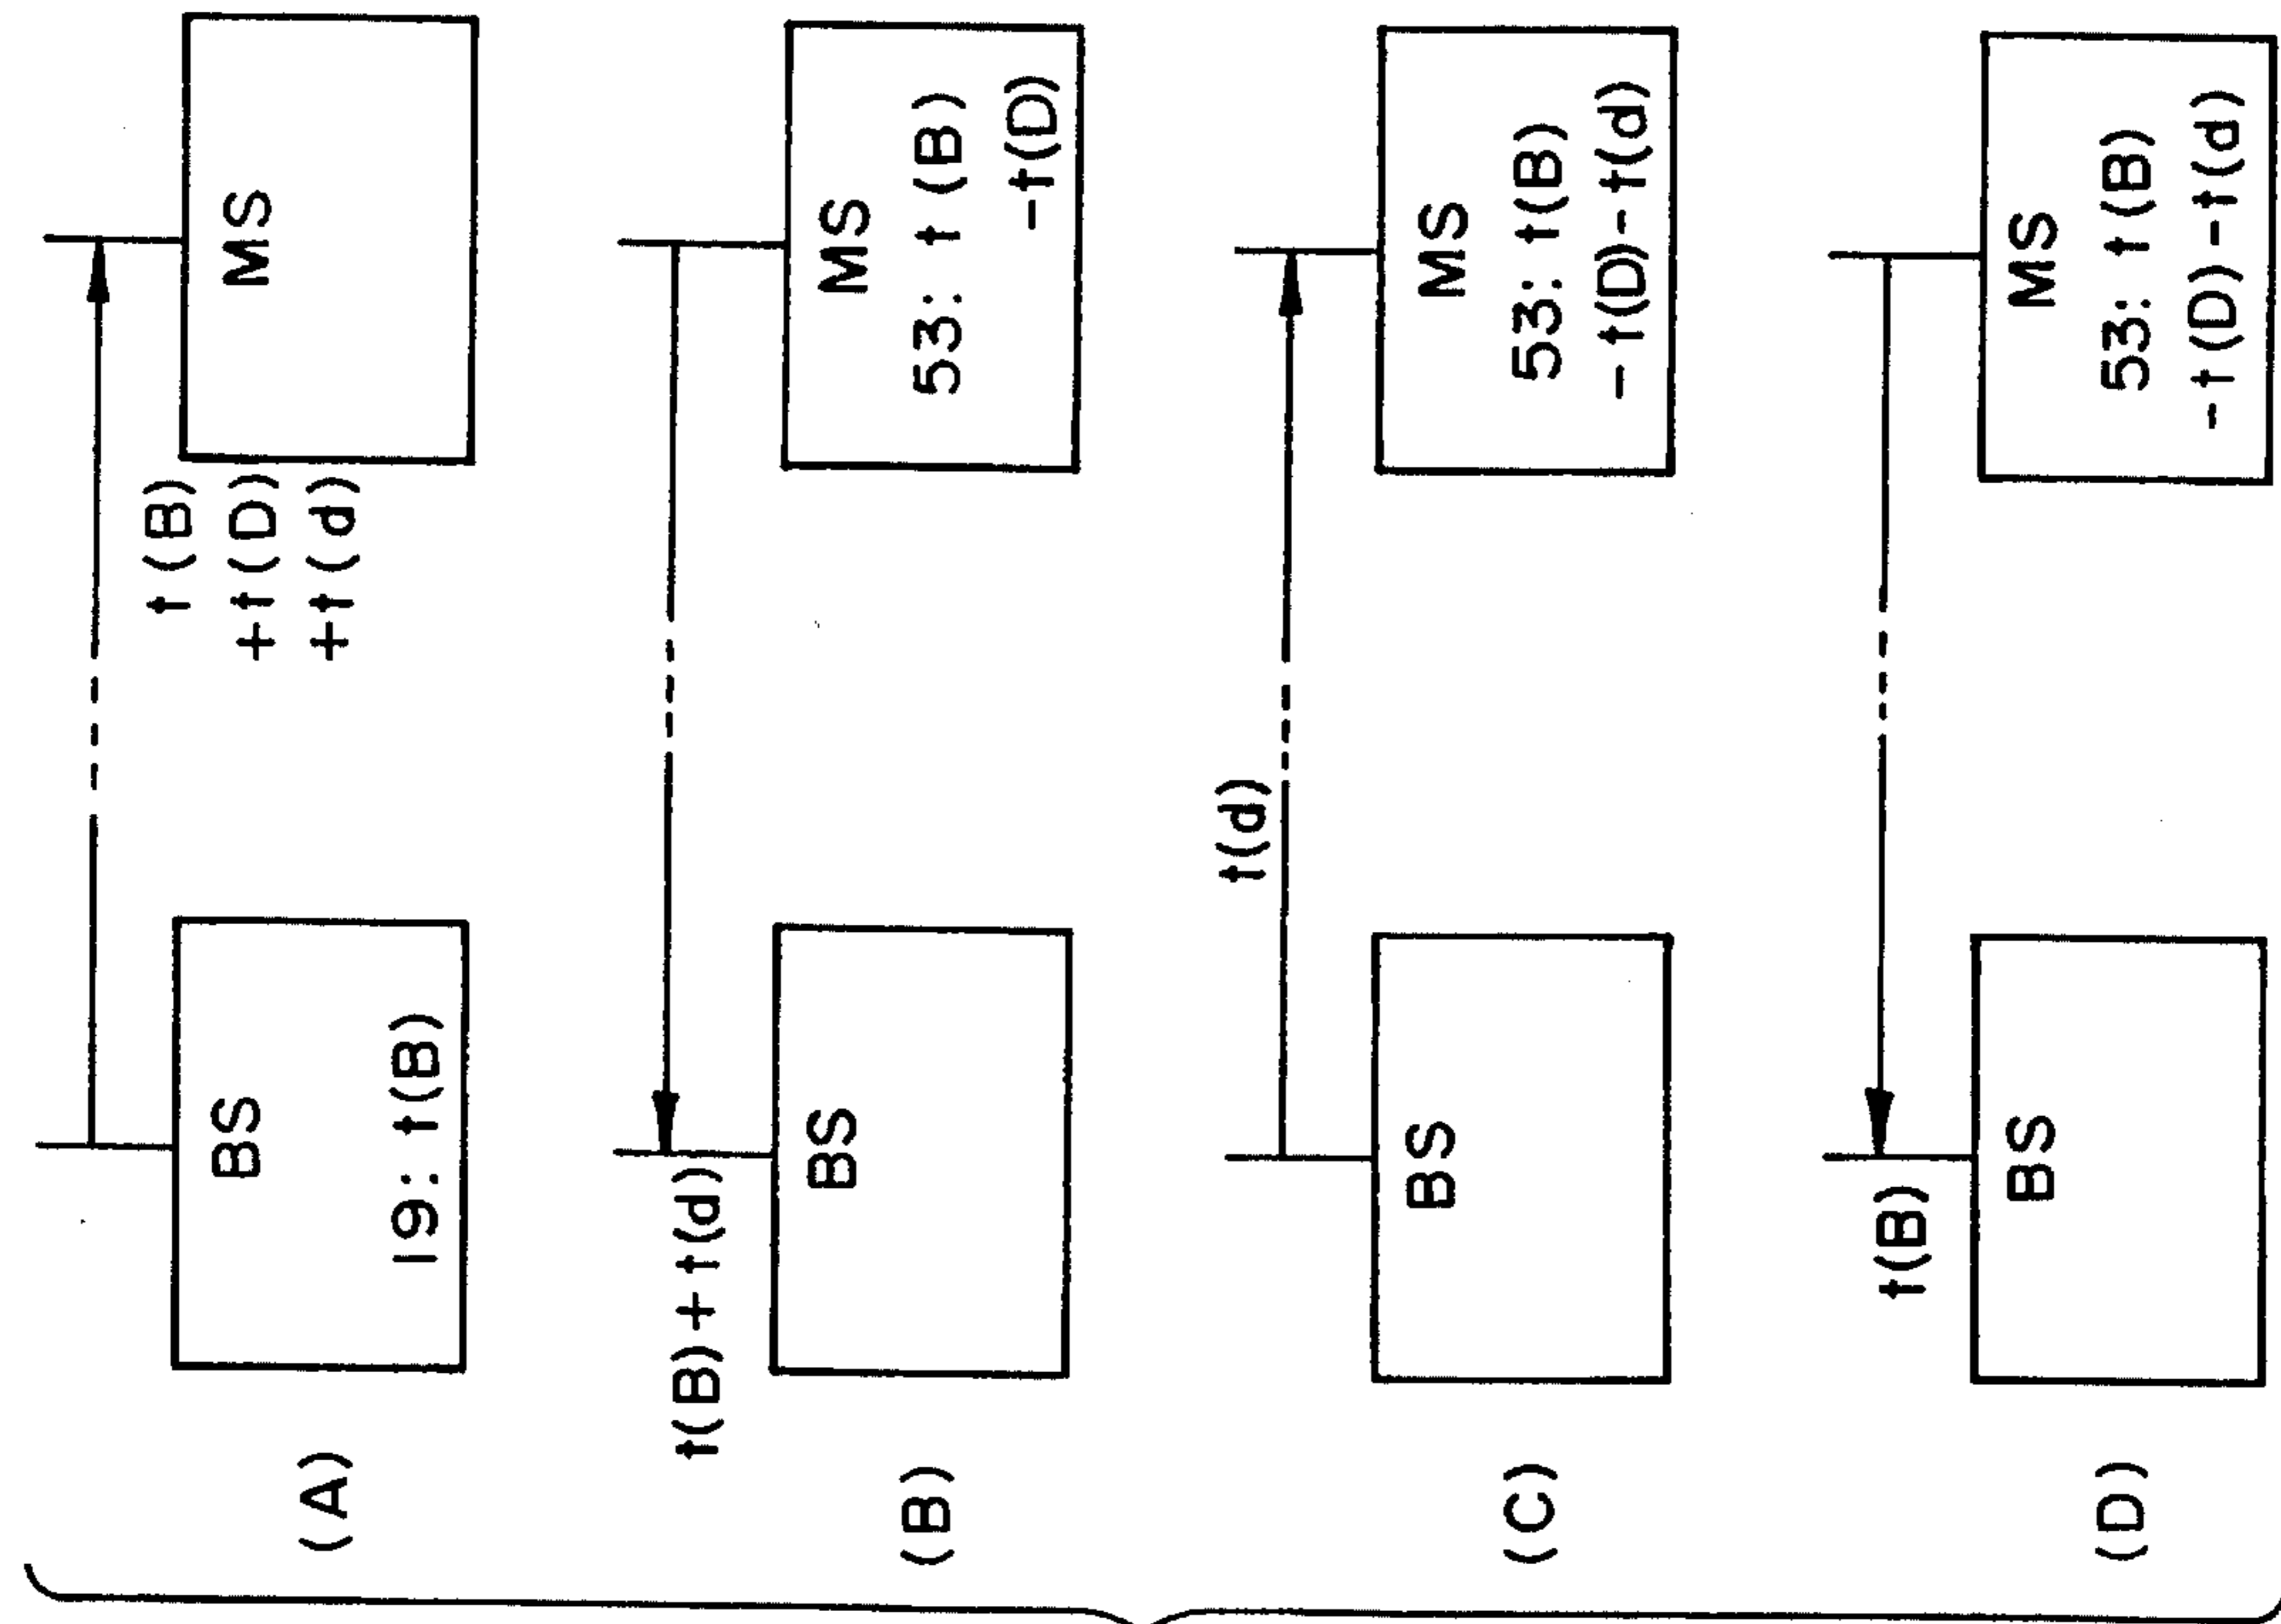 (A)
BS
19: t(B)
t(B)
+t(D)
+t(d)
MS
(B)
t(B)+t(d)
BS
MS
53: t(B)
-t(D)
(C)
BS
t(d)
MS
53: t(B)
-t(D)-t(d)
(D)
t(B)
BS
MS
53: t(B)
-t(D)-t(d)